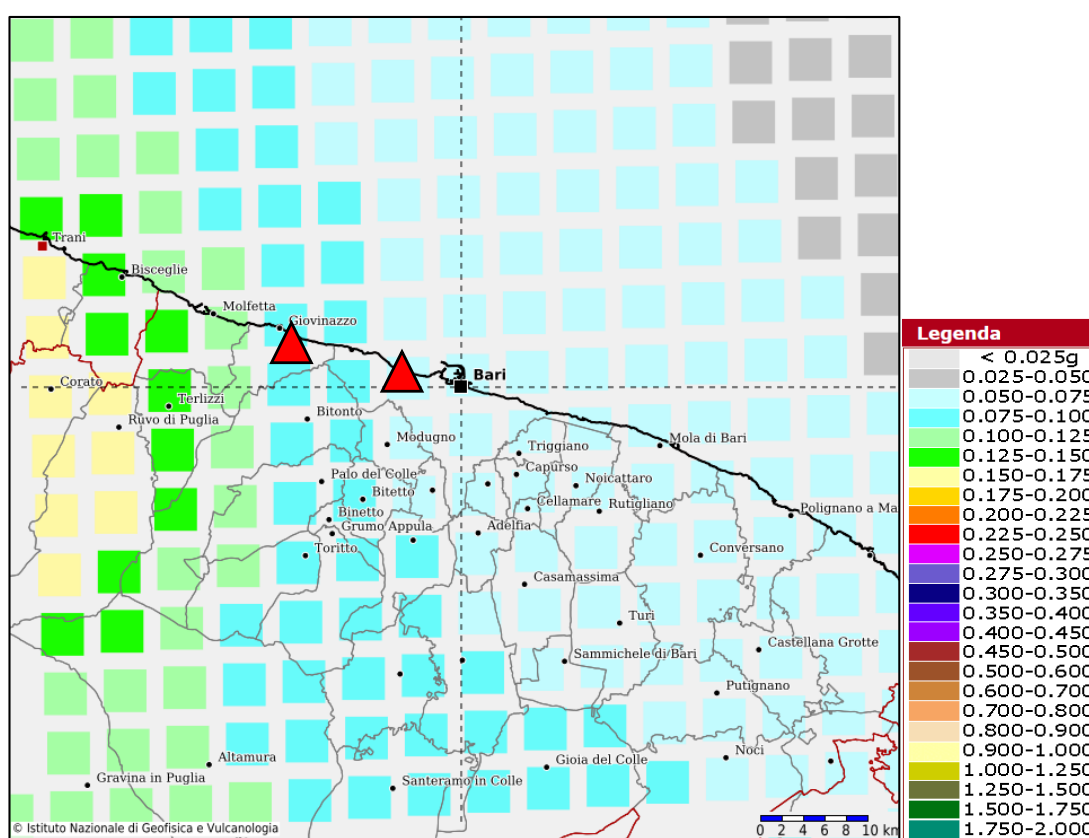 Trani
Bisceglie
Molfetta
Giovinazzo
Bari
Corato
Terlizzi
Ruvo di Puglia
Bitonto
Modugno
Mola di Bari
Triggiano
Capurso
Palo del Colle
Noicattaro
Bitetto
Cellamare
Rutigliano
Binetto
Polignano a Ma
Grumo Appula
Adelfia
Toritto
Conversano
Casamassima
Turi
Castellana Grotte
Sammichele di Bari
Putignano
Altamura
Noci
Gioia del Colle
Gravina in Puglia
Santeramo in Colle
© Istituto Nazionale di Geofisica e Vulcanologia
0 2 4 6 8 10 km
Legenda
< 0.025g
0.025-0.050
0.050-0.075
0.075-0.100
0.100-0.125
0.125-0.150
0.150-0.175
0.175-0.200
0.200-0.225
0.225-0.250
0.250-0.275
0.275-0.300
0.300-0.350
0.350-0.400
0.400-0.450
0.450-0.500
0.500-0.600
0.600-0.700
0.700-0.800
0.800-0.900
0.900-1.000
1.000-1.250
1.250-1.500
1.500-1.750
1.750-2.000